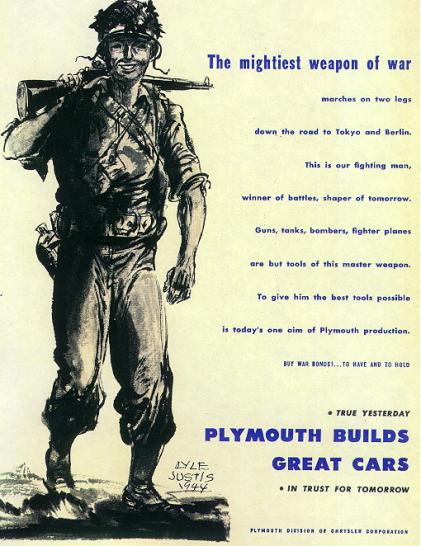 The mightiest weapon of war
marches on two legs
down the road to Tokyo and Berlin.
This is our fighting man,
winner of battles, shaper of tomorrow.
Guns, tanks, bombers, fighter planes
are but tools of this master weapon.
To give him the best tools possible
is today's one aim of Plymouth production.
BUY WAR BONDS!...TO HAVE AND TO HOLD
• TRUE YESTERDAY
PLYMOUTH BUILDS
GREAT CARS
• IN TRUST FOR TOMORROW
LYLE
JUSTIS
1944
PLYMOUTH DIVISION OF CHRYSLER CORPORATION